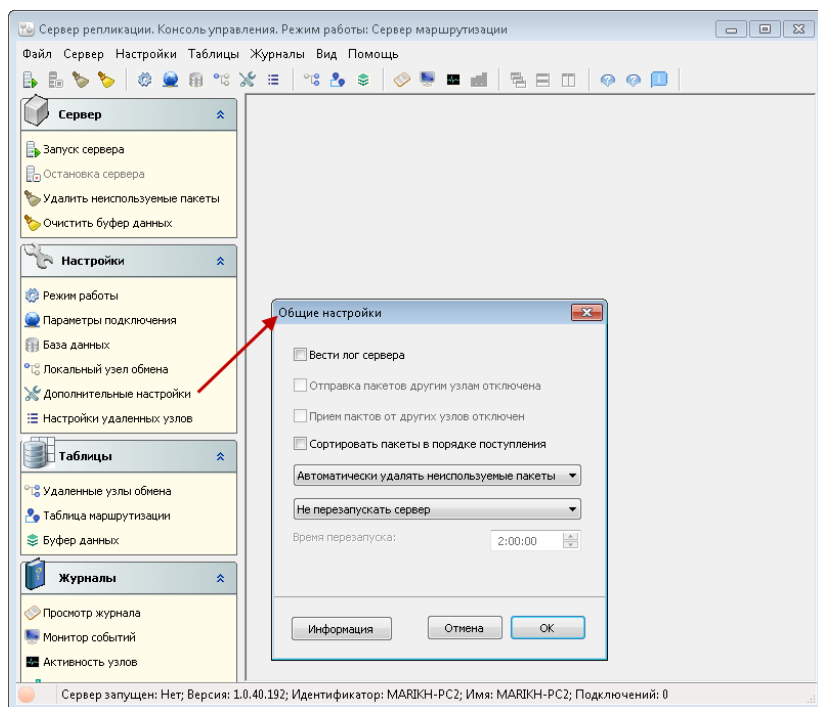 Сервер репликации. Консоль управления. Режим работы: Сервер маршрутизации
Файл Сервер Настройки Таблицы Журналы Вид Помощь
Сервер
Запуск сервера
Остановка сервера
Удалить неиспользуемые пакеты
Очистить буфер данных
Настройки
Режим работы
Параметры подключения
База данных
Локальный узел обмена
Дополнительные настройки
Настройки удаленных узлов
Таблицы
Удаленные узлы обмена
Таблица маршрутизации
Буфер данных
Журналы
Просмотр журнала
Монитор событий
Активность узлов
Общие настройки
Вести лог сервера
Отправка пакетов другим узлам отключена
Прием пактов от других узлов отключен
Сортировать пакеты в порядке поступления
Автоматически удалять неиспользуемые пакеты
Не перезапускать сервер
Время перезапуска: 2:00:00
Информация Отмена OK
Сервер запущен: Нет; Версия: 1.0.40.192; Идентификатор: MARIKH-PC2; Имя: MARIKH-PC2; Подключений: 0